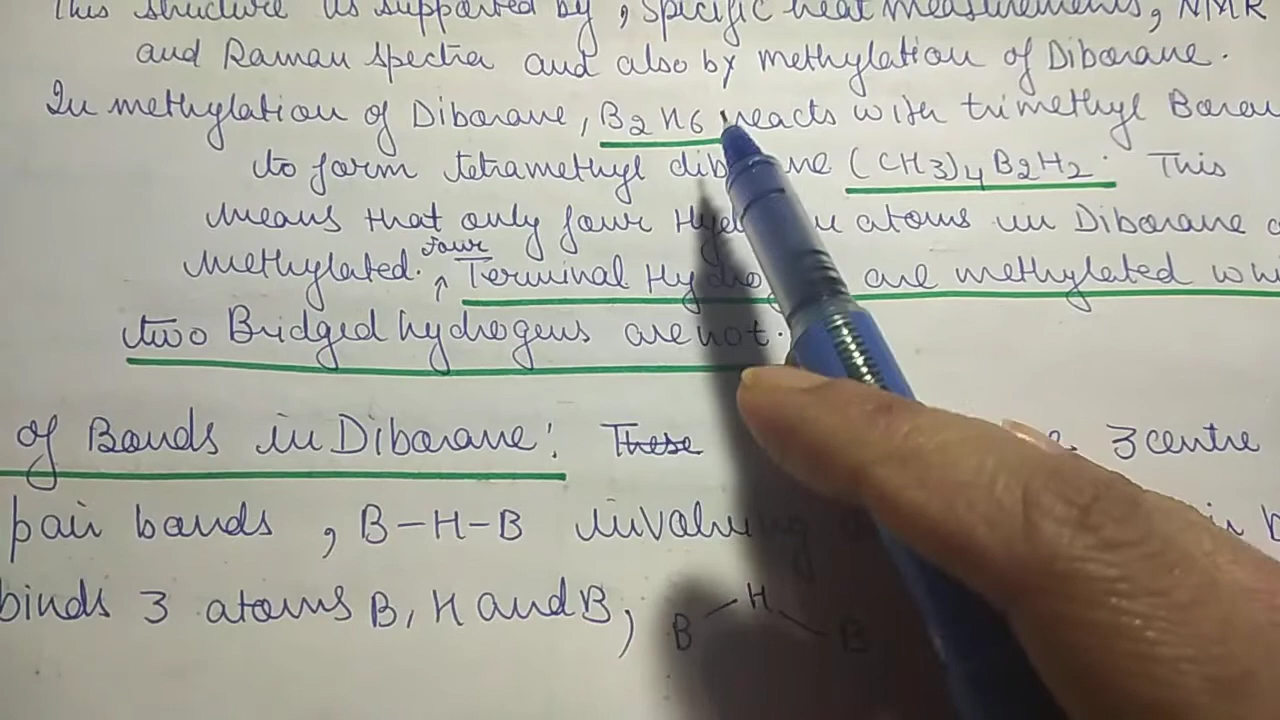 This structure is supported by, specific heat measurements, NMR
and Raman spectra and also by methylation of Diborane.
In methylation of Diborane, B2H6 reacts with trimethyl Boran
to form tetramethyl (CH3)4 B2H2. This
means that only four atoms in Diborane
methylated. four Terminal are methylated
two Bridged hydrogens are not.
of Bonds in Diborane: These 3 centre
pair bonds, B-H-B
binds 3 atoms B, H and B, B H B